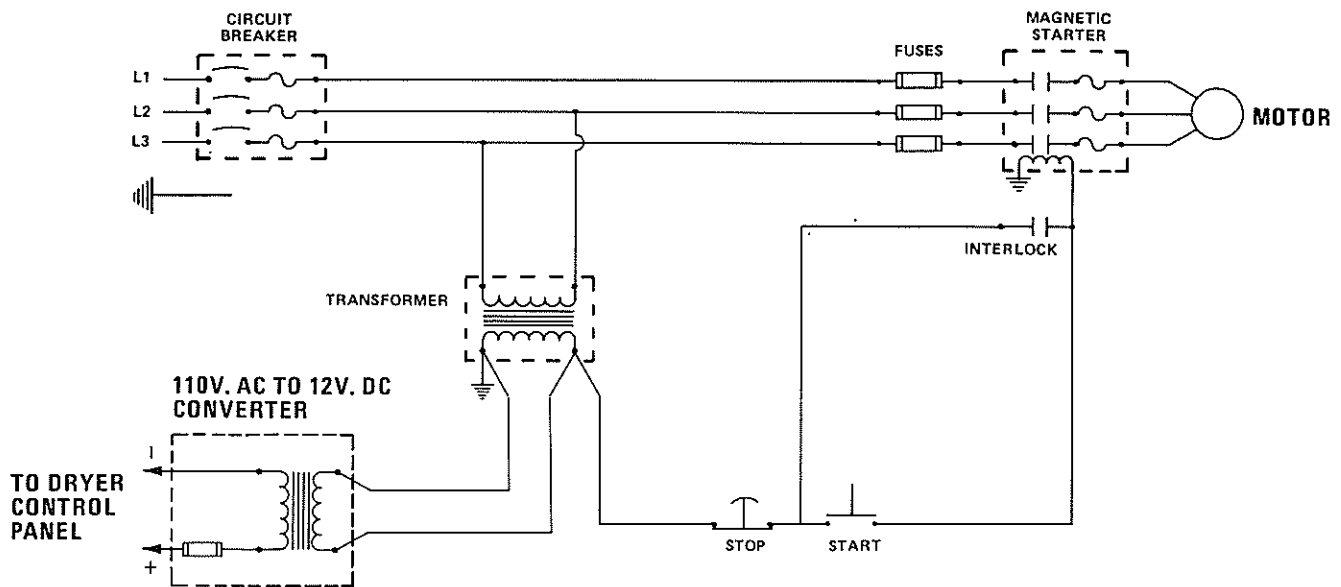 CIRCUIT
BREAKER
MAGNETIC
STARTER
FUSES
L1
L2
L3
MOTOR
INTERLOCK
TRANSFORMER
110V. AC TO 12V. DC
CONVERTER
TO DRYER
CONTROL
PANEL
+
STOP
START